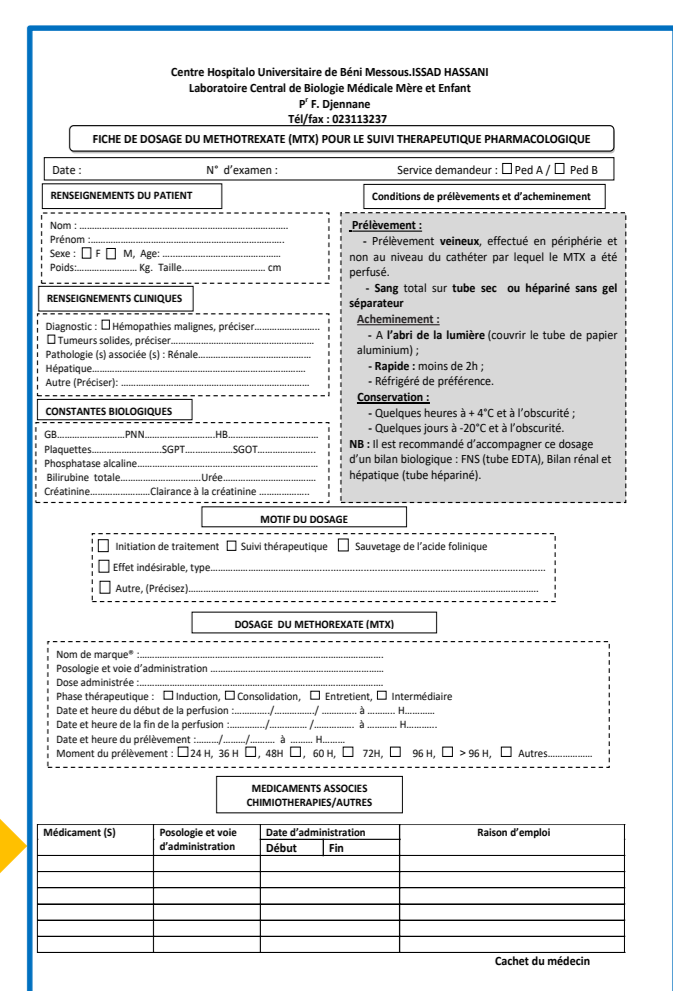 Centre Hospitalo Universitaire de Béni Messous.ISSAD HASSANI
Laboratoire Central de Biologie Médicale Mère et Enfant
Pr F. Djennane
Tél/fax : 023113237
FICHE DE DOSAGE DU METHOTREXATE (MTX) POUR LE SUIVI THERAPEUTIQUE PHARMACOLOGIQUE
Date : N° d'examen : Service demandeur : ☐ Ped A / ☐ Ped B
RENSEIGNEMENTS DU PATIENT
Nom : ……………………………………………………
Prénom :……………………………………………………
Sexe : ☐ F ☐ M, Age: ………………………………
Poids:………………… Kg. Taille………………………… cm
RENSEIGNEMENTS CLINIQUES
Diagnostic : ☐ Hémopathies malignes, préciser…………………
☐ Tumeurs solides, préciser………………………………………
Pathologie (s) associée (s) : Rénale………………………………
Hépatique………………………………………………………
Autre (Préciser): …………………………………………………
CONSTANTES BIOLOGIQUES
GB…………………PNN…………………HB…………………………
Plaquettes…………………SGPT……………SGOT………………
Phosphatase alcaline…………………………………………………
Bilirubine totale……………………Urée…………………………
Créatinine………………Clairance à la créatinine ……………
Conditions de prélèvements et d'acheminement
Prélèvement :
- Prélèvement veineux, effectué en périphérie et
non au niveau du cathéter par lequel le MTX a été
perfusé.
- Sang total sur tube sec ou hépariné sans gel
séparateur
Acheminement :
- A l'abri de la lumière (couvrir le tube de papier
aluminium) ;
- Rapide : moins de 2h ;
- Réfrigéré de préférence.
Conservation :
- Quelques heures à + 4°C et à l'obscurité ;
- Quelques jours à -20°C et à l'obscurité.
NB : Il est recommandé d'accompagner ce dosage
d'un bilan biologique : FNS (tube EDTA), Bilan rénal et
hépatique (tube hépariné).
MOTIF DU DOSAGE
☐ Initiation de traitement ☐ Suivi thérapeutique ☐ Sauvetage de l'acide folinique
☐ Effet indésirable, type……………………………………………………………………
☐ Autre, (Précisez)…………………………………………………………………………
DOSAGE DU METHOREXATE (MTX)
Nom de marque® :……………………………………………………………
Posologie et voie d'administration ………………………………………………
Dose administrée :……………………………………………………………
Phase thérapeutique : ☐ Induction, ☐ Consolidation, ☐ Entretient, ☐ Intermédiaire
Date et heure du début de la perfusion :…………/…………/ ………… à ……… H…………
Date et heure de la fin de la perfusion :…………/………… /………… à ………… H…………
Date et heure du prélèvement :………/………/……… à ……… H………
Moment du prélèvement : ☐ 24 H, 36 H ☐, 48H ☐, 60 H, ☐ 72H, ☐ 96 H, ☐ > 96 H, ☐ Autres………………
MEDICAMENTS ASSOCIES
CHIMIOTHERAPIES/AUTRES
Médicament (S) Posologie et voie d'administration Date d'administration Raison d'emploi
Début Fin
Cachet du médecin